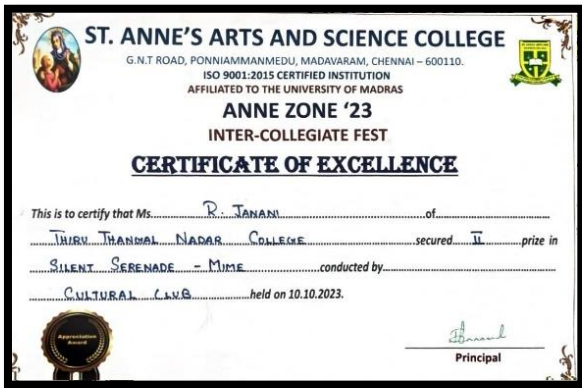 ST. ANNE'S ARTS AND SCIENCE COLLEGE
G.N.T ROAD, PONNIAMMANMEDU, MADAVARAM, CHENNAI – 600110.
ISO 9001:2015 CERTIFIED INSTITUTION
AFFILIATED TO THE UNIVERSITY OF MADRAS
ANNE ZONE '23
INTER-COLLEGIATE FEST
CERTIFICATE OF EXCELLENCE
This is to certify that Ms. R. JANANI of
THIRU THANGAL NADAR COLLEGE secured II prize in
SILENT SERENADE - MIME conducted by
CULTURAL CLUB held on 10.10.2023.
Appreciation
Award
Principal